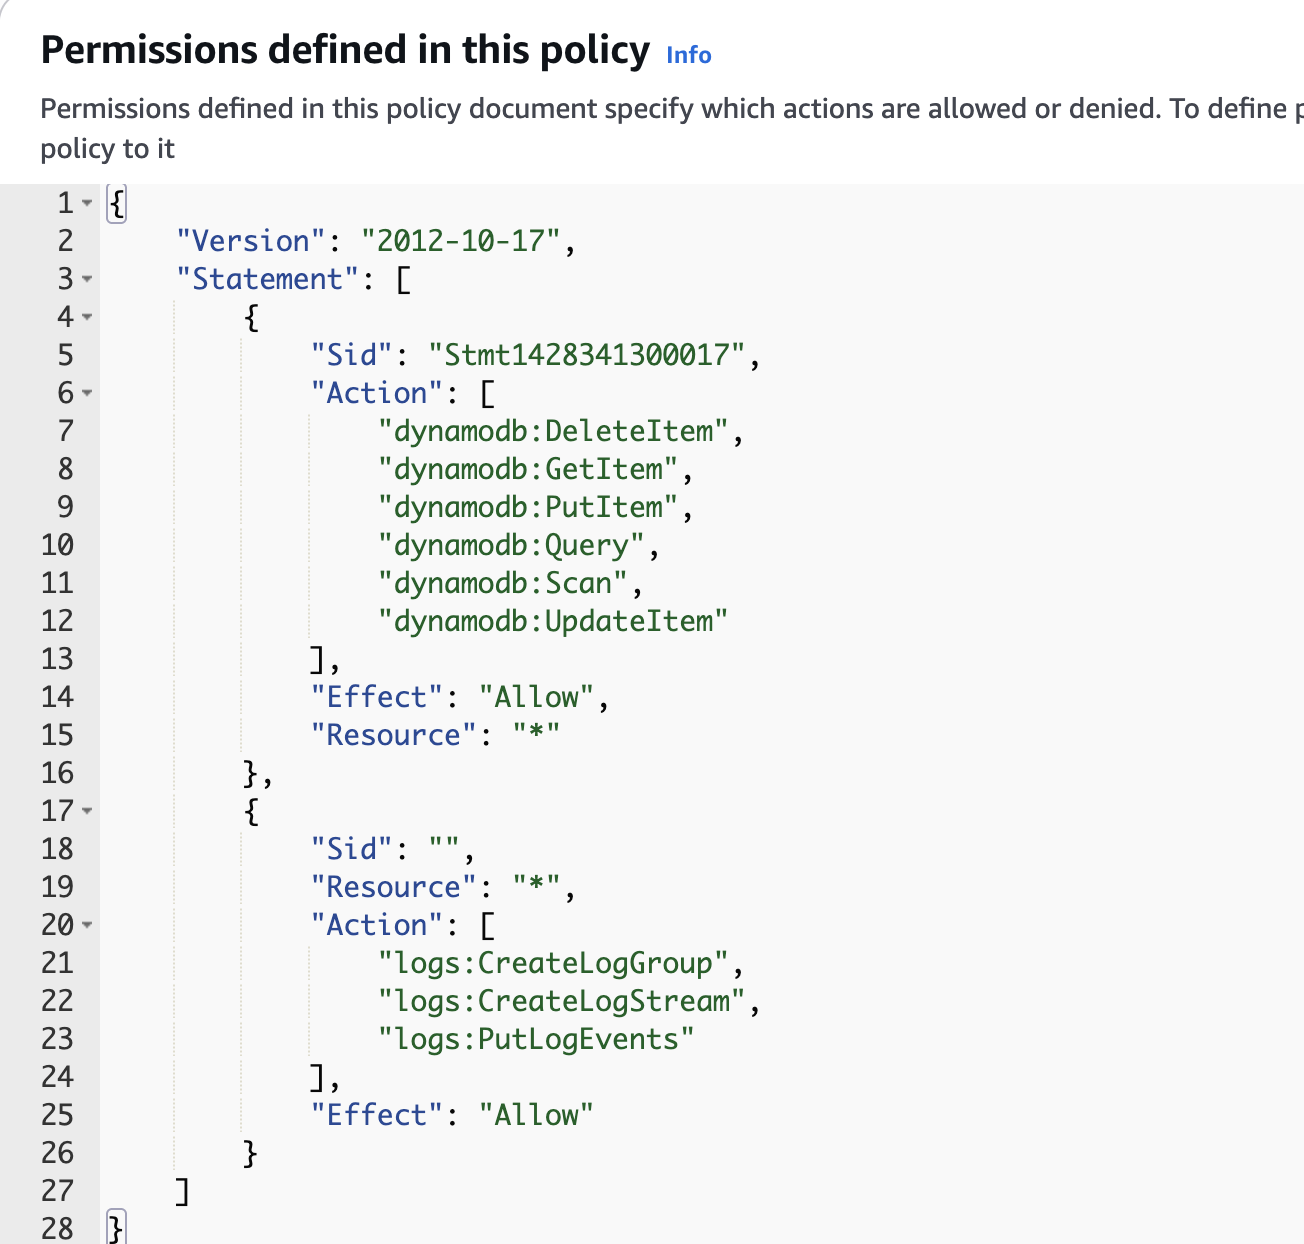 Permissions defined in this policy Info
Permissions defined in this policy document specify which actions are allowed or denied. To define
policy to it
1 {
2     "Version": "2012-10-17",
3     "Statement": [
4         {
5             "Sid": "Stmt1428341300017",
6             "Action": [
7                 "dynamodb:DeleteItem",
8                 "dynamodb:GetItem",
9                 "dynamodb:PutItem",
10                 "dynamodb:Query",
11                 "dynamodb:Scan",
12                 "dynamodb:UpdateItem"
13             ],
14             "Effect": "Allow",
15             "Resource": "*"
16         },
17         {
18             "Sid": "",
19             "Resource": "*",
20             "Action": [
21                 "logs:CreateLogGroup",
22                 "logs:CreateLogStream",
23                 "logs:PutLogEvents"
24             ],
25             "Effect": "Allow"
26         }
27     ]
28 }